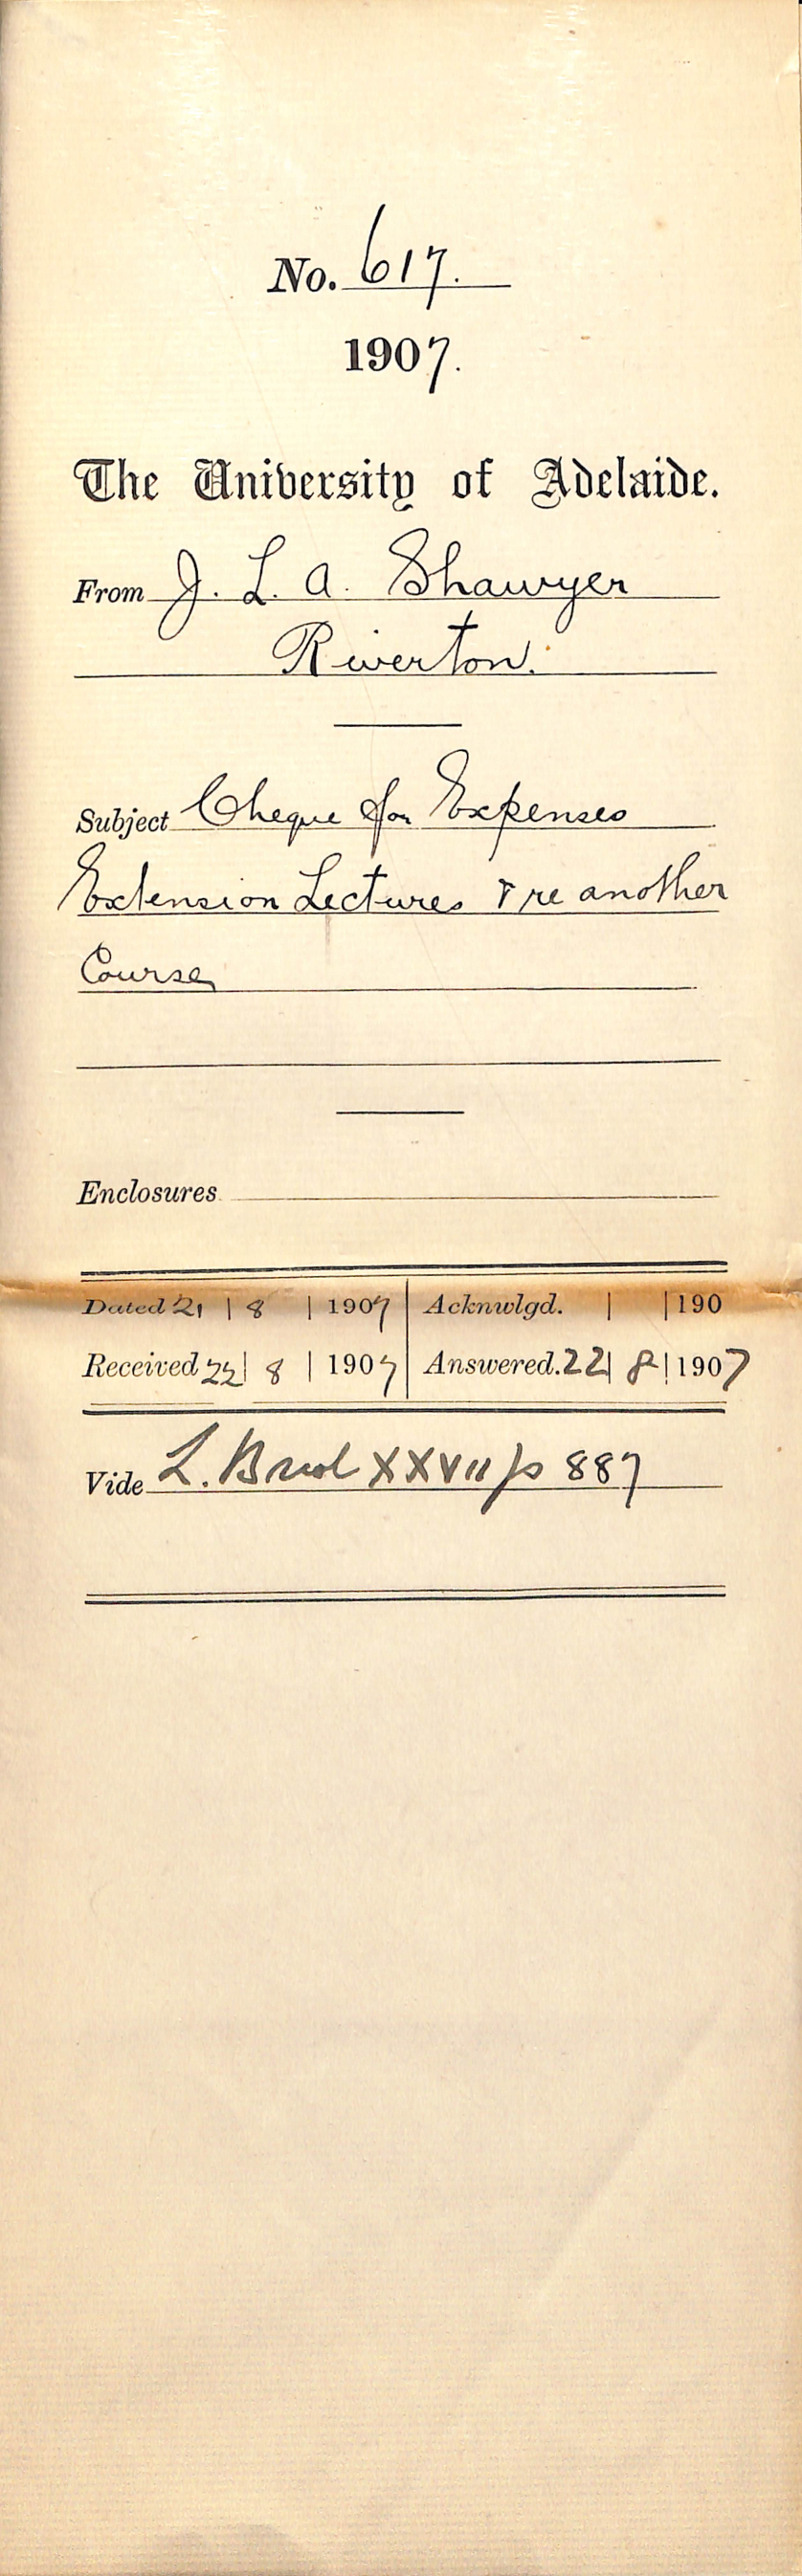 No. 617.
1907.
The University of Adelaide.
From J. L. A. Shawyer
Riverton.
Subject Cheque for Expenses
Extension Lectures & re another
Course
Enclosures
Dated 21 | 8 | 1907 | Acknwlgd. | | 190
Received 22 | 8 | 1907 | Answered. 22 | 8 | 1907
Vide L. XXVII p 887